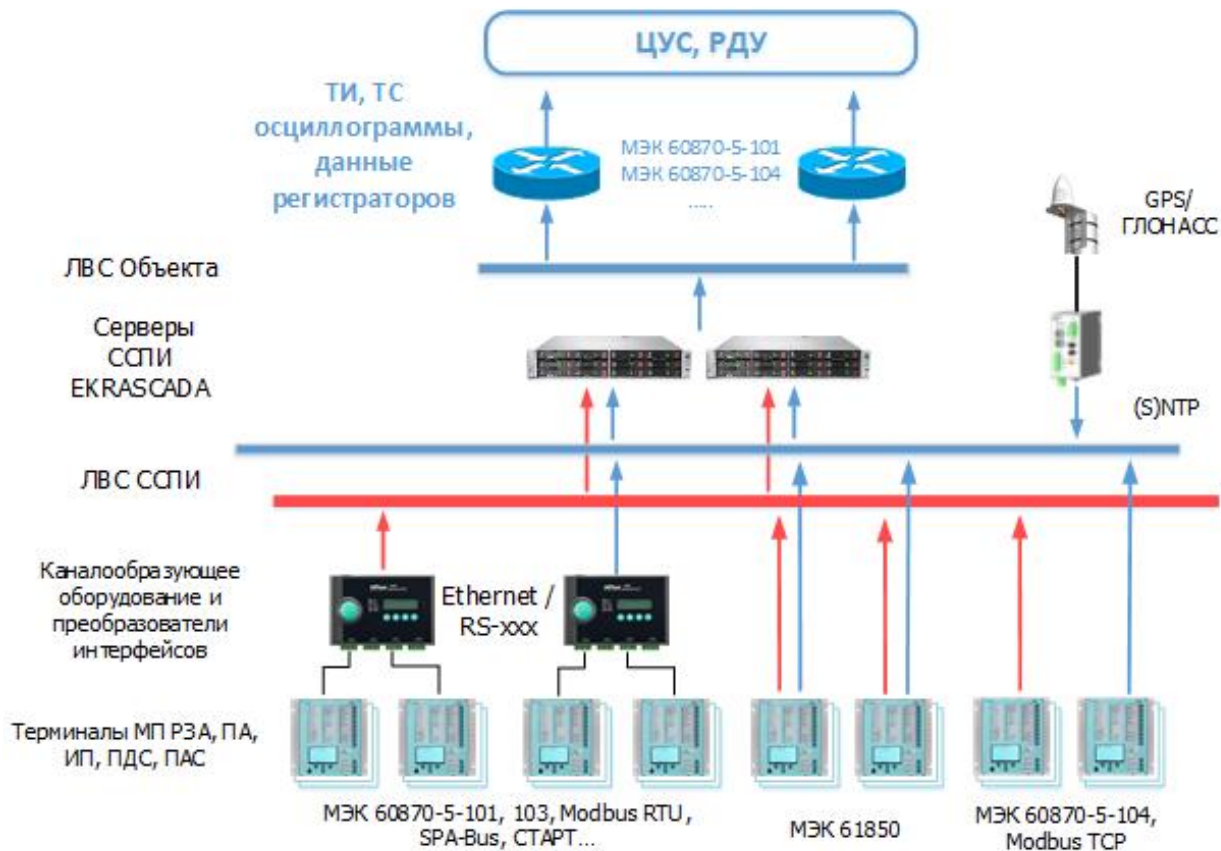 ЦУС, РДУ
ТИ, ТС
осциллограммы,
данные
регистраторов
МЭК 60870-5-101
МЭК 60870-5-104
.....
GPS/
ГЛОНАСС
ЛВС Объекта
Серверы
ССПИ
EKRASCADA
(S)NTP
ЛВС ССПИ
Каналообразующее
оборудование и
преобразователи
интерфейсов
Ethernet /
RS-xxx
Терминалы МП РЗА, ПА,
ИП, ПДС, ПАС
МЭК 60870-5-101, 103, Modbus RTU,
SPA-Bus, СТАРТ...
МЭК 61850
МЭК 60870-5-104,
Modbus TCP